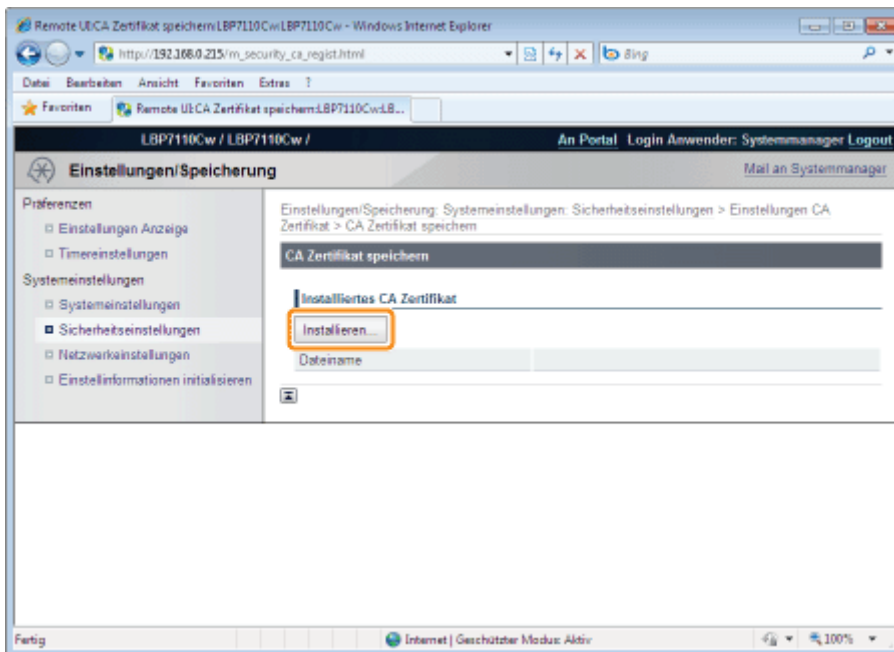 Remote UI:CA Zertifikat speichern:LBP7110Cw:LBP7110Cw - Windows Internet Explorer
http://192.168.0.215/m_security_ca_regist.html
Bing
Datei Bearbeiten Ansicht Favoriten Extras ?
Favoriten
Remote UI:CA Zertifikat speichern:LBP7110Cw:LB...
LBP7110Cw / LBP7110Cw /
An Portal Login Anwender: Systemmanager Logout
Einstellungen/Speicherung
Mail an Systemmanager
Präferenzen
Einstellungen Anzeige
Timereinstellungen
Systemeinstellungen
Systemeinstellungen
Sicherheitseinstellungen
Netzwerkeinstellungen
Einstellinformationen initialisieren
Einstellungen/Speicherung: Systemeinstellungen: Sicherheitseinstellungen > Einstellungen CA
Zertifikat > CA Zertifikat speichern
CA Zertifikat speichern
Installiertes CA Zertifikat
Installieren...
Dateiname
Fertig
Internet | Geschützter Modus: Aktiv
100%